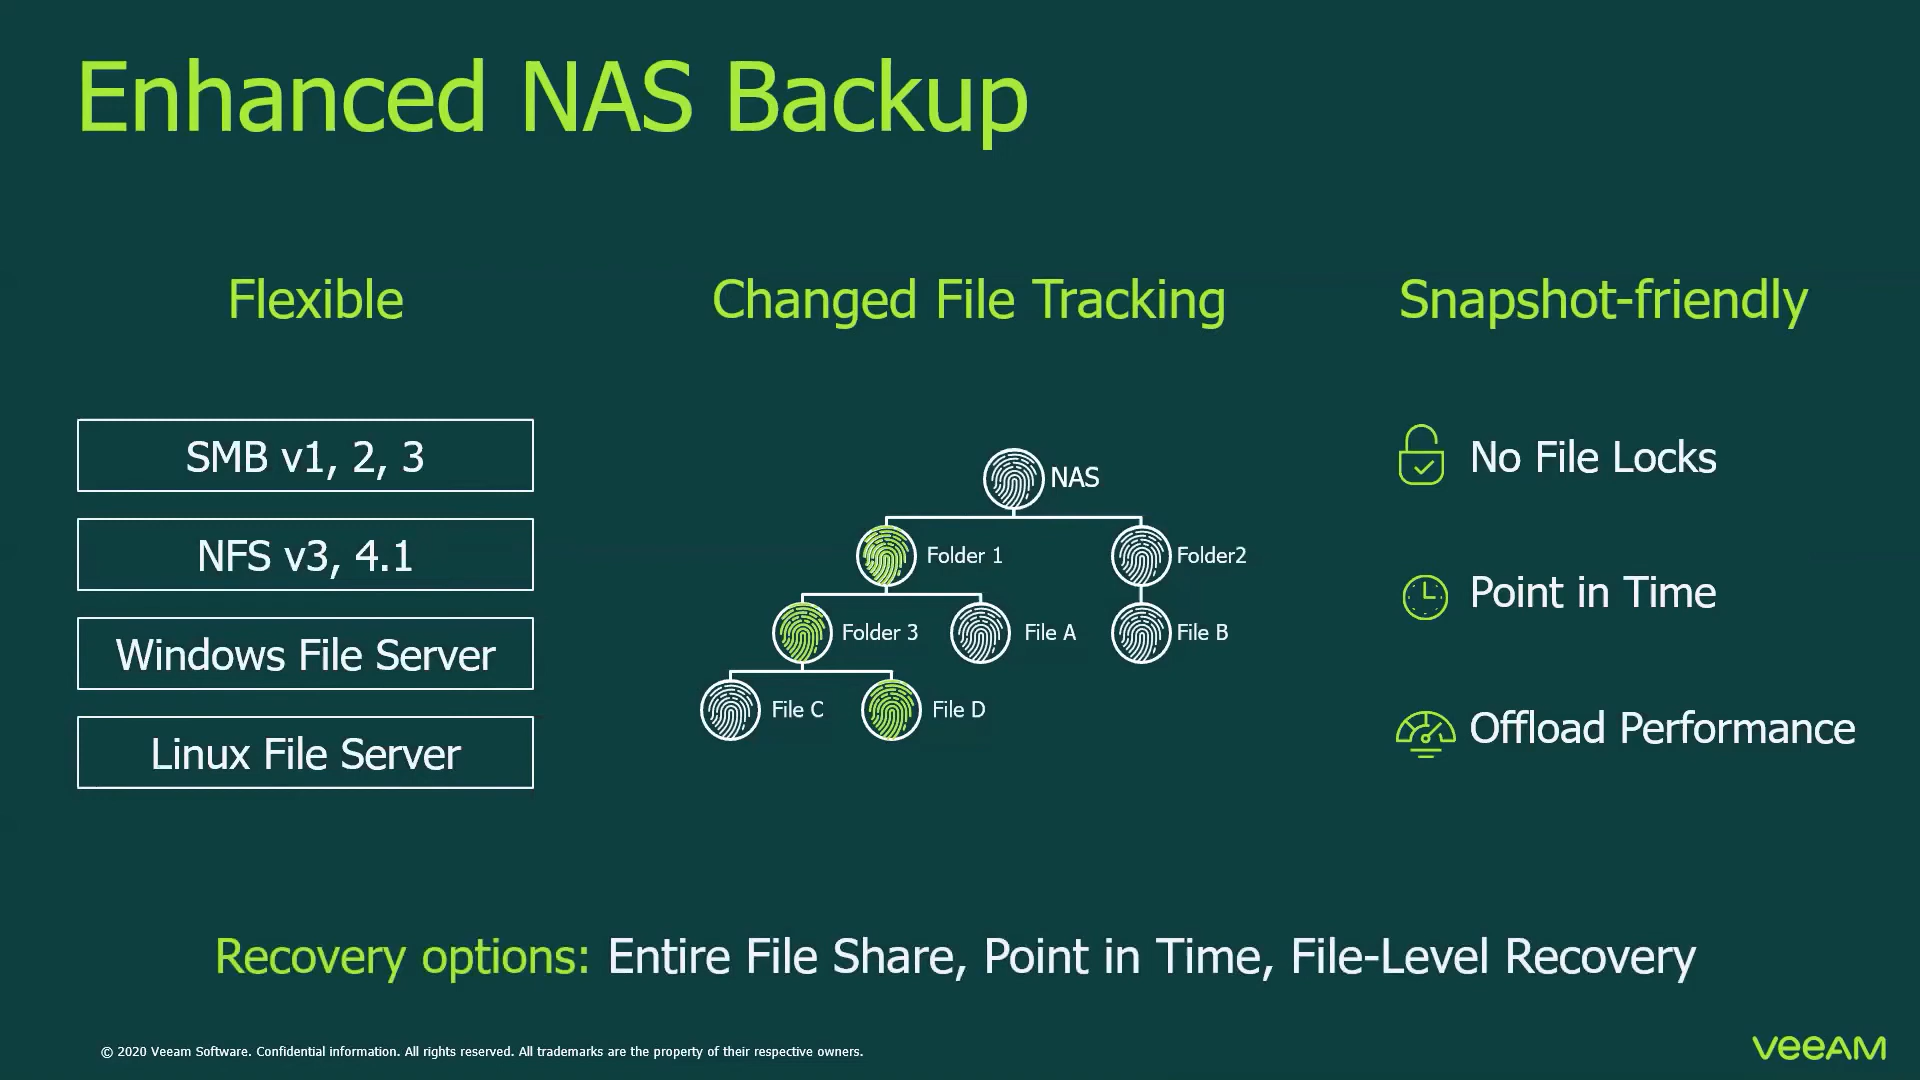 Enhanced NAS Backup
Flexible
SMB v1, 2, 3
NFS v3, 4.1
Windows File Server
Linux File Server
Changed File Tracking
NAS
Folder 1
Folder2
Folder 3
File A
File B
File C
File D
Snapshot-friendly
No File Locks
Point in Time
Offload Performance
Recovery options: Entire File Share, Point in Time, File-Level Recovery
© 2020 Veeam Software. Confidential information. All rights reserved. All trademarks are the property of their respective owners.
veeAM